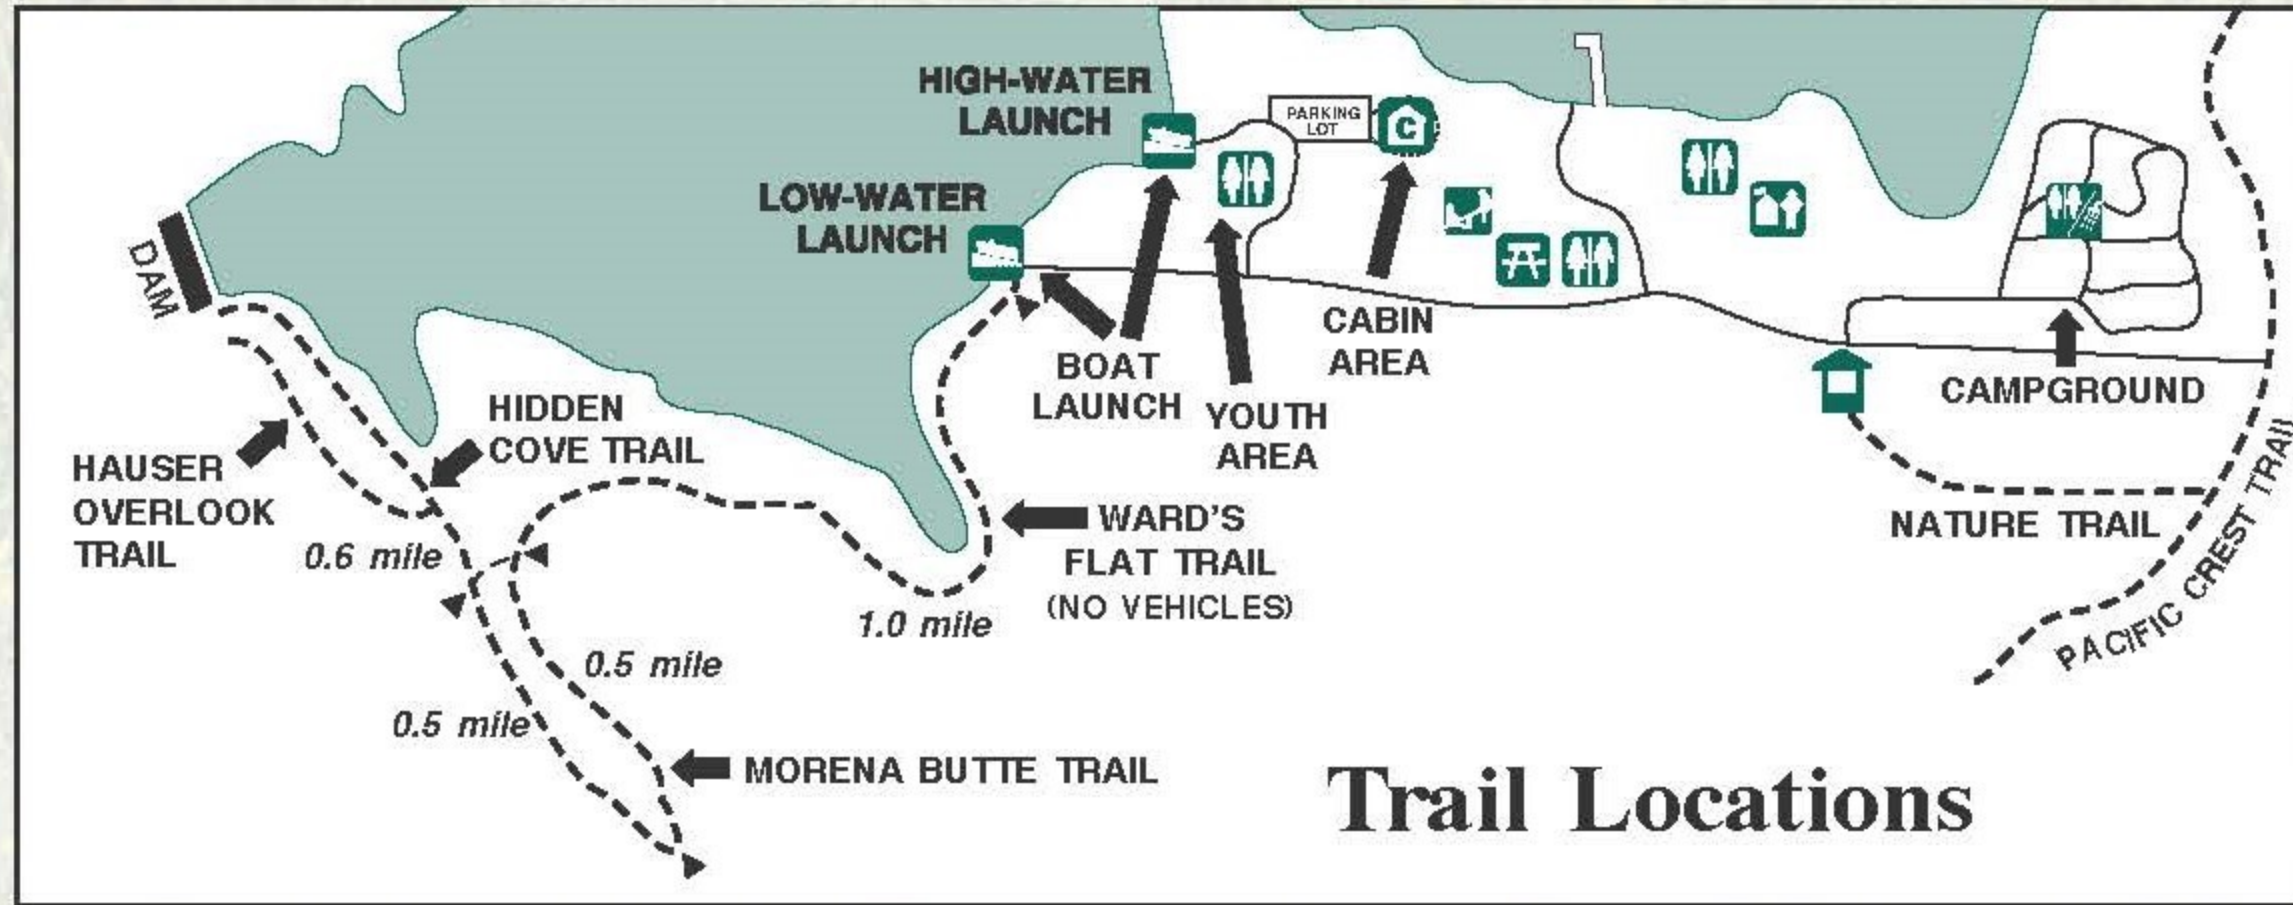 HIGH-WATER
LAUNCH
PARKING
LOT
C
LOW-WATER
LAUNCH
DAM
CABIN
AREA
BOAT
LAUNCH
YOUTH
AREA
CAMPGROUND
HIDDEN
COVE TRAIL
HAUSER
OVERLOOK
TRAIL
0.6 mile
WARD'S
FLAT TRAIL
(NO VEHICLES)
NATURE TRAIL
PACIFIC CREST TRAIL
1.0 mile
0.5 mile
0.5 mile
MORENA BUTTE TRAIL
Trail Locations